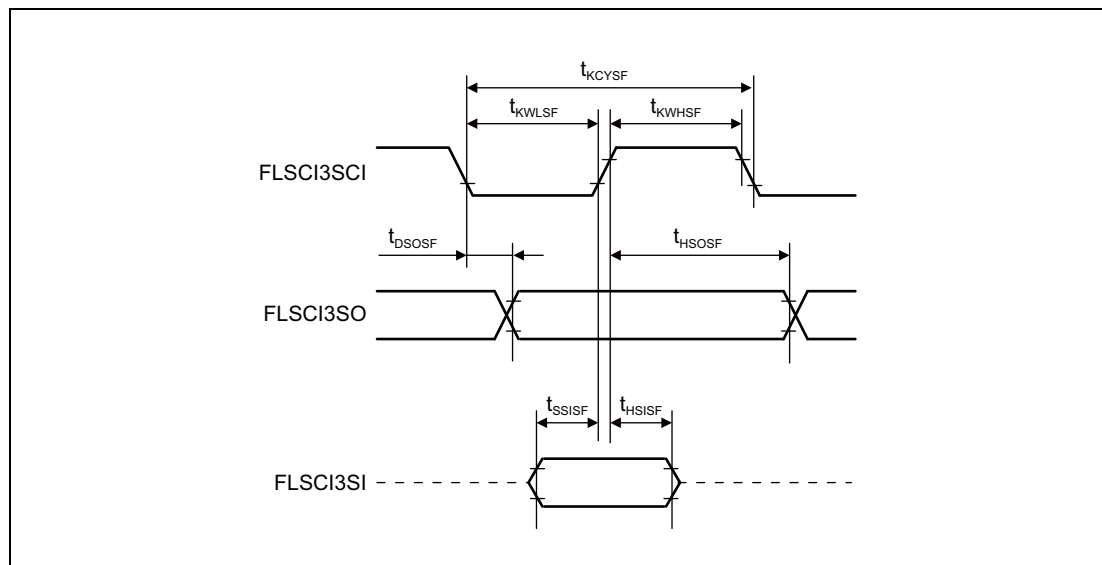 tKCYSF
tKWLSF tKWHSF
FLSCI3SCI
tDSOSF tHSOSF
FLSCI3SO
tSSISF tHSISF
FLSCI3SI